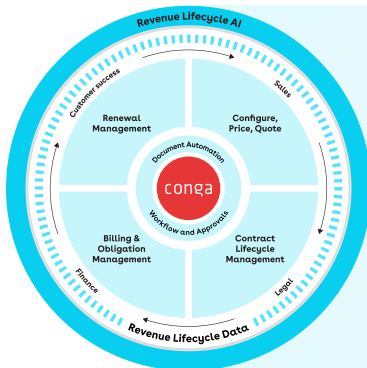 Revenue Lifecycle AI
Customer success
Sales
Renewal
Management
Configure,
Price, Quote
Document Automation
conga
Workflow and Approvals
Billing &
Obligation
Management
Contract
Lifecycle
Management
Finance
Legal
Revenue Lifecycle Data